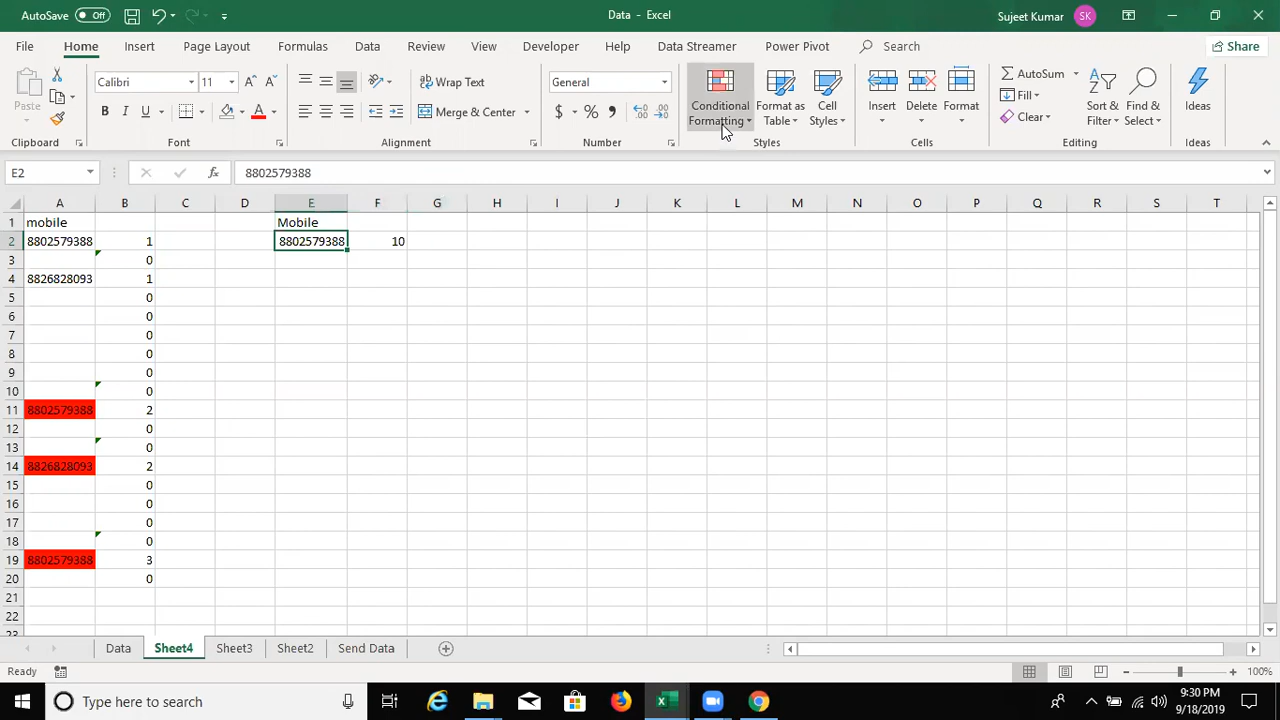 AutoSave Off Data - Excel Sujeet Kumar SK
File Home Insert Page Layout Formulas Data Review View Developer Help Data Streamer Power Pivot Search Share
Paste
Clipboard
Calibri 11 A A
B I U A
Font
Wrap Text
Merge & Center
Alignment
General
$ % ,
Number
Conditional Formatting
Format as Table
Cell Styles
Styles
Insert
Delete
Format
Cells
AutoSum
Fill
Clear
Sort & Filter
Find & Select
Editing
Ideas
Ideas
E2 fx 8802579388
A B C D E F G H I J K L M N O P Q R S T
1 mobile Mobile
2 8802579388 1 8802579388 10
3 0
4 8826828093 1
5 0
6 0
7 0
8 0
9 0
10 0
11 8802579388 2
12 0
13 0
14 8826828093 2
15 0
16 0
17 0
18 0
19 8802579388 3
20 0
21
22
23
Data Sheet4 Sheet3 Sheet2 Send Data
Ready 100%
Type here to search
9:30 PM
9/18/2019